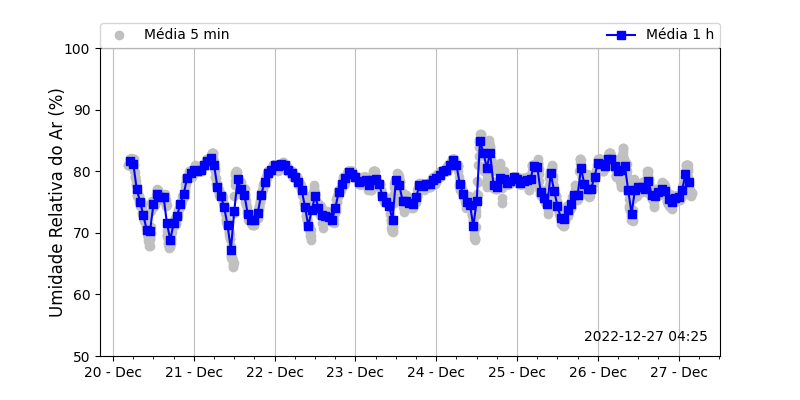 Média 5 min
Média 1 h
Umidade Relativa do Ar (%)
100
90
80
70
60
50
2022-12-27 04:25
20 - Dec
21 - Dec
22 - Dec
23 - Dec
24 - Dec
25 - Dec
26 - Dec
27 - Dec